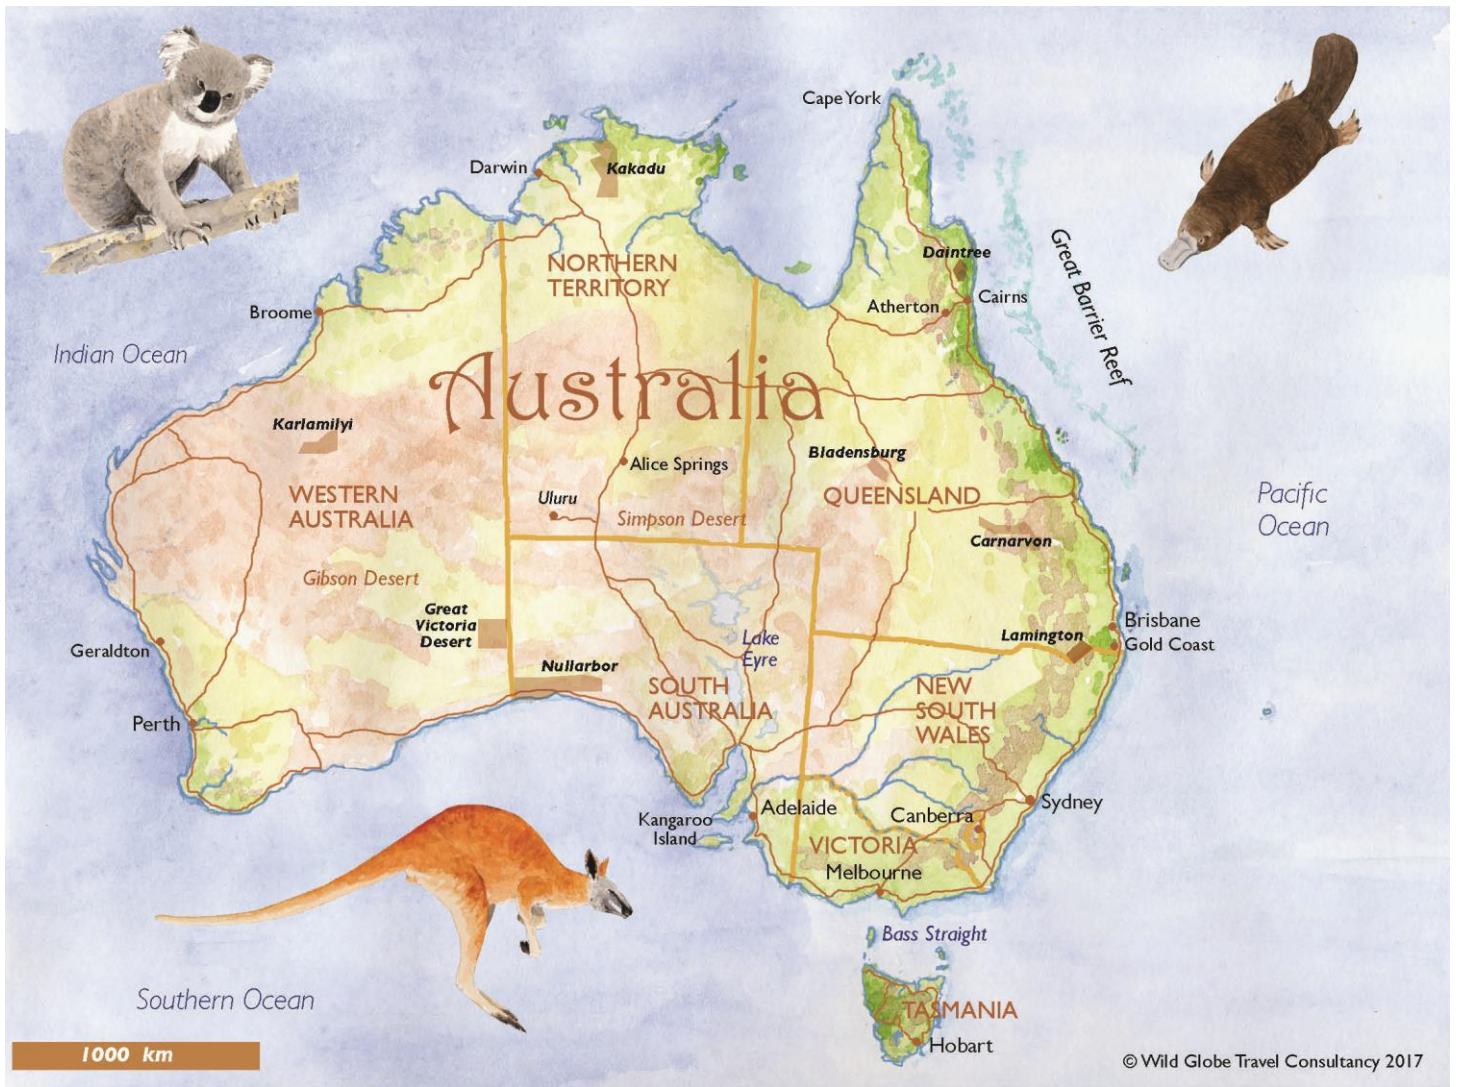 Cape York
Darwin
Kakadu
Daintree
Great Barrier Reef
NORTHERN
TERRITORY
Cairns
Atherton
Broome
Indian Ocean
Australia
Karlamilyi
Bladensburg
Alice Springs
WESTERN
AUSTRALIA
Uluru
QUEENSLAND
Pacific
Ocean
Simpson Desert
Carnarvon
Gibson Desert
Great
Victoria
Desert
Brisbane
Lamington
Gold Coast
Lake
Eyre
Geraldton
Nullarbor
SOUTH
AUSTRALIA
NEW
SOUTH
WALES
Perth
Sydney
Adelaide
Kangaroo
Island
Canberra
VICTORIA
Melbourne
Bass Straight
Southern Ocean
TASMANIA
Hobart
1000 km
© Wild Globe Travel Consultancy 2017